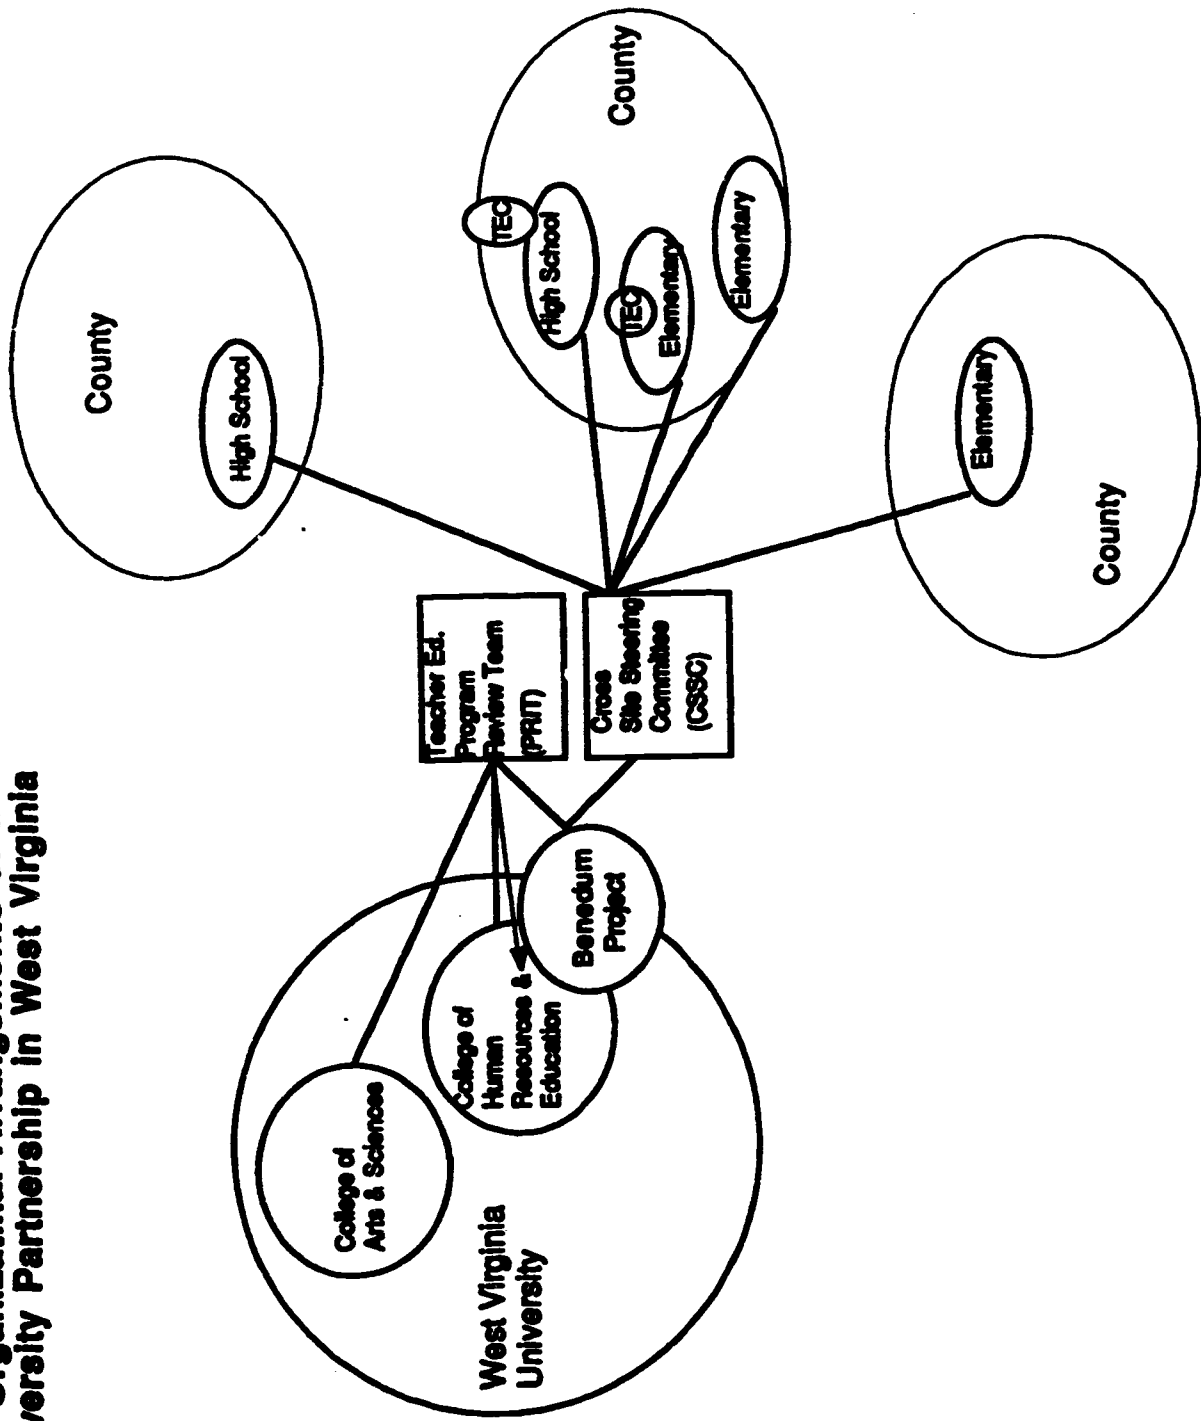 Organizational Arrangements
versity Partnership in West Virginia
County
High School
County
TEC
High School
TEC
Elementary
Elementary
County
Elementary
Teacher Ed.
Program
Review Team
(PRIT)
Cross
Site Steering
Committee
(CSSC)
College of
Arts & Sciences
College of
Human
Resources &
Education
Benedum
Project
West Virginia
University